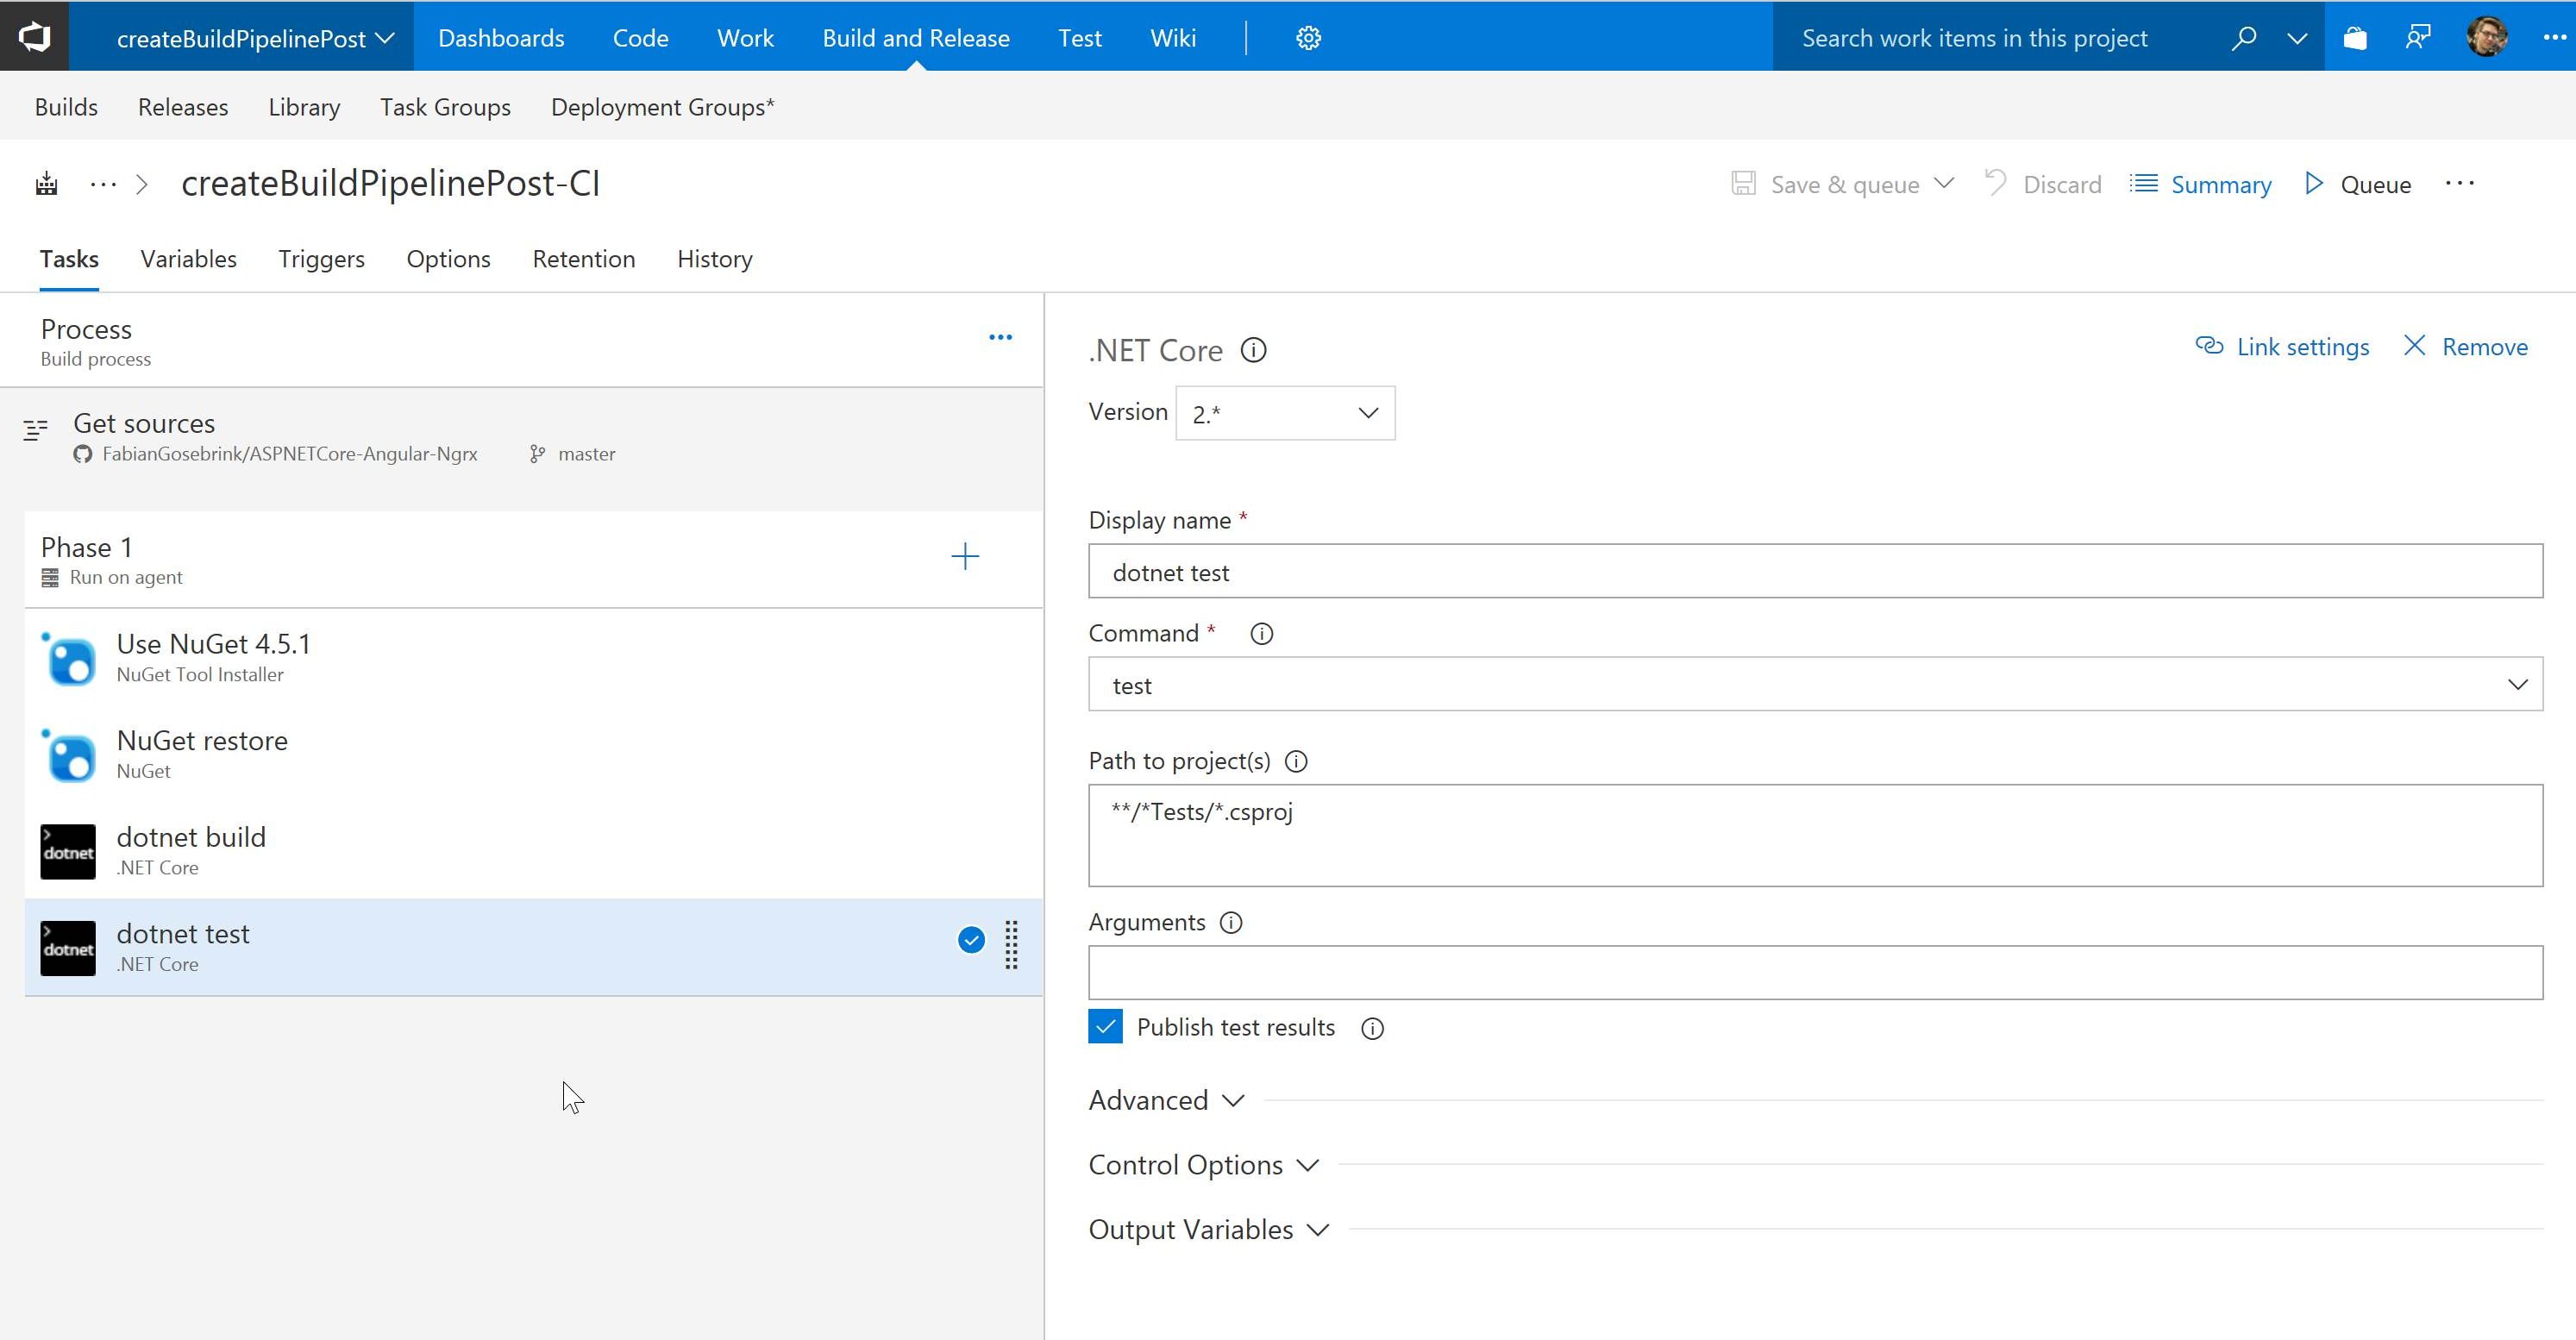 createBuildPipelinePost Dashboards Code Work Build and Release Test Wiki Search work items in this project
Builds Releases Library Task Groups Deployment Groups*
... > createBuildPipelinePost-CI Save & queue Discard Summary Queue ...
Tasks Variables Triggers Options Retention History
Process
Build process
Get sources
FabianGosebrink/ASPNETCore-Angular-Ngrx master
Phase 1
Run on agent
Use NuGet 4.5.1
NuGet Tool Installer
NuGet restore
NuGet
>
dotnet
dotnet build
.NET Core
>
dotnet
dotnet test
.NET Core
.NET Core Link settings Remove
Version 2.*
Display name *
dotnet test
Command *
test
Path to project(s)
**/*Tests/*.csproj
Arguments
Publish test results
Advanced
Control Options
Output Variables